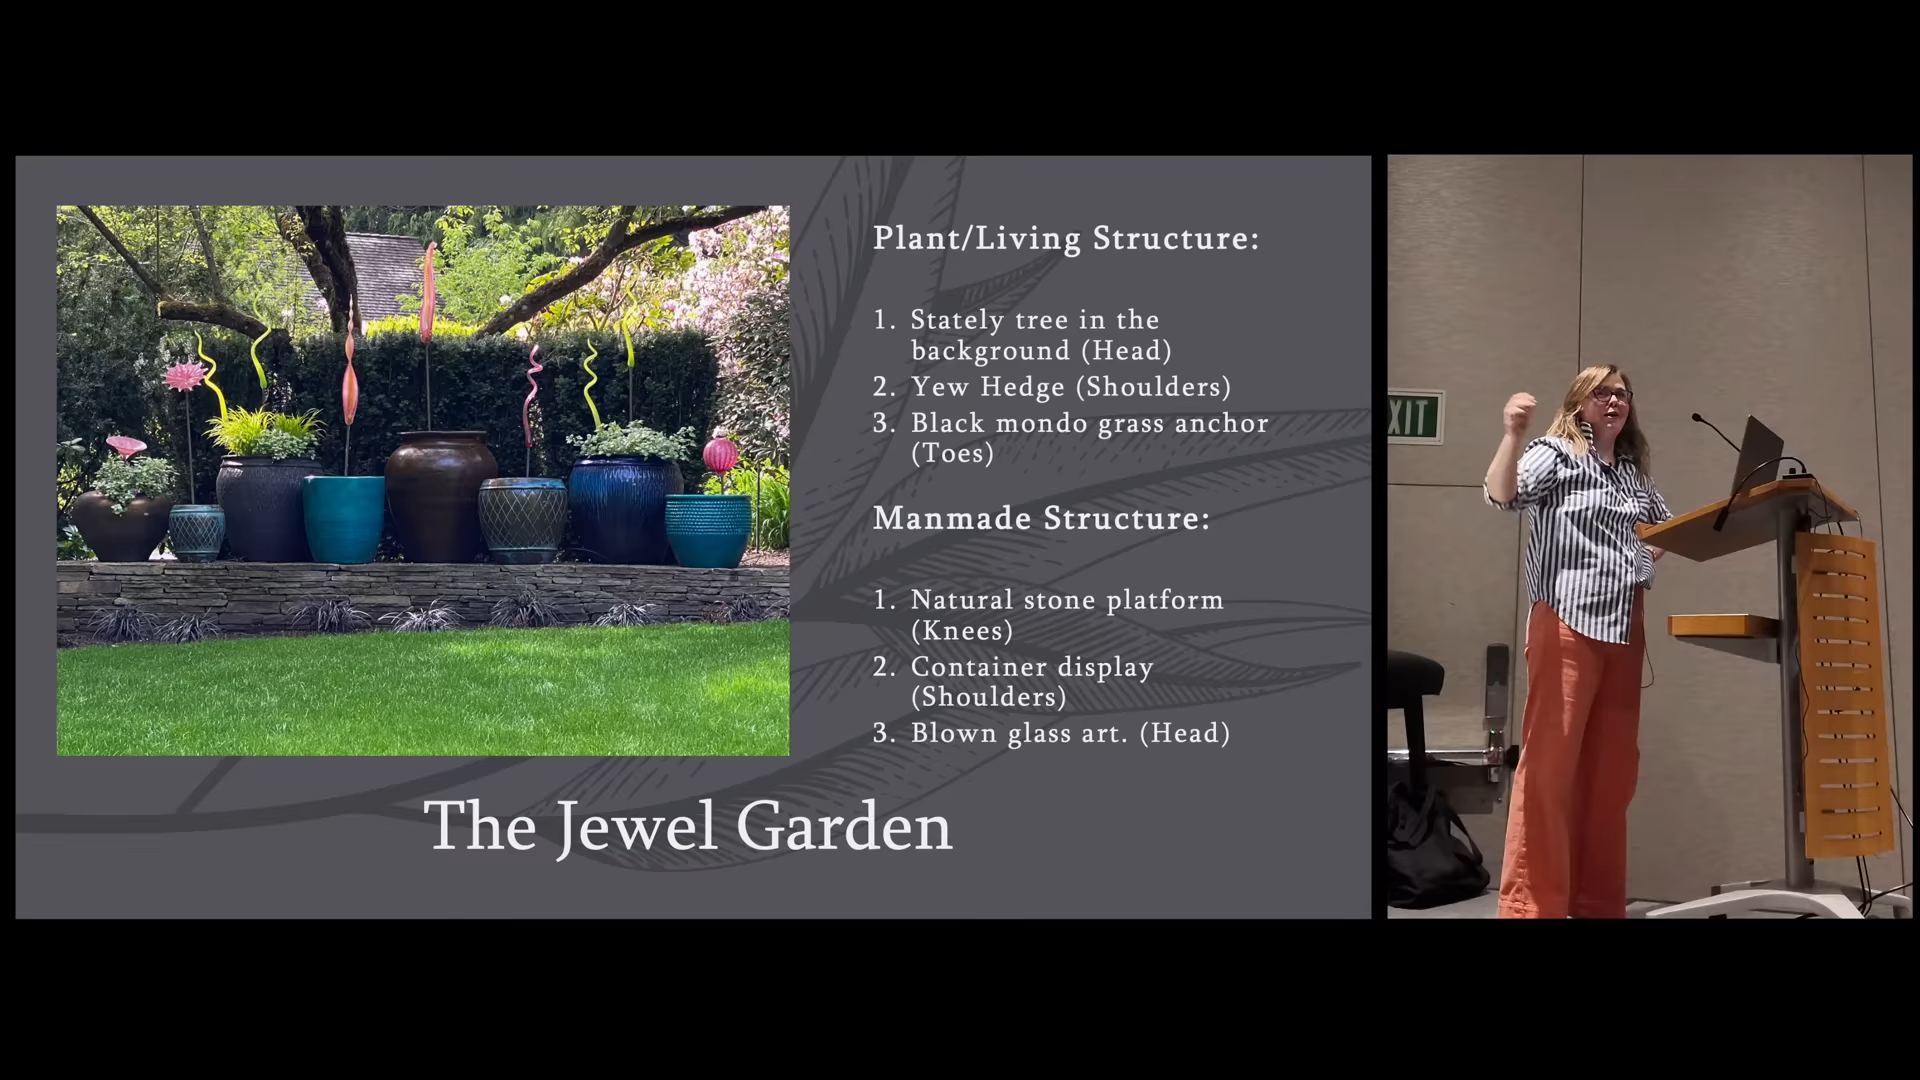 Plant/Living Structure:
1. Stately tree in the
background (Head)
2. Yew Hedge (Shoulders)
3. Black mondo grass anchor
(Toes)
Manmade Structure:
1. Natural stone platform
(Knees)
2. Container display
(Shoulders)
3. Blown glass art. (Head)
The Jewel Garden
EXIT